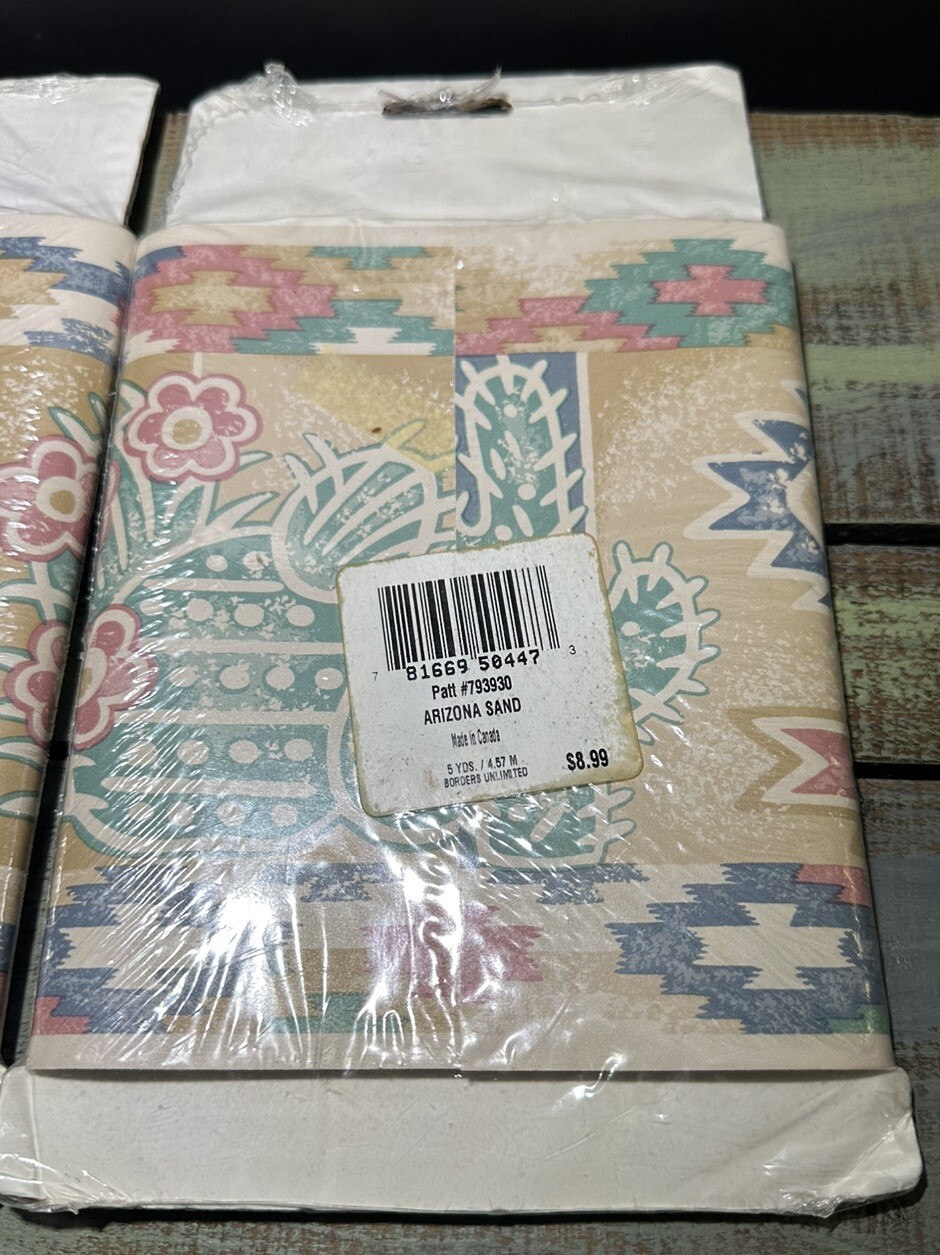 7 81669 50447 3
Patt #793930
ARIZONA SAND
Made in Canada
5 YDS. / 4.57 M
BORDERS UNLIMITED
$8.99